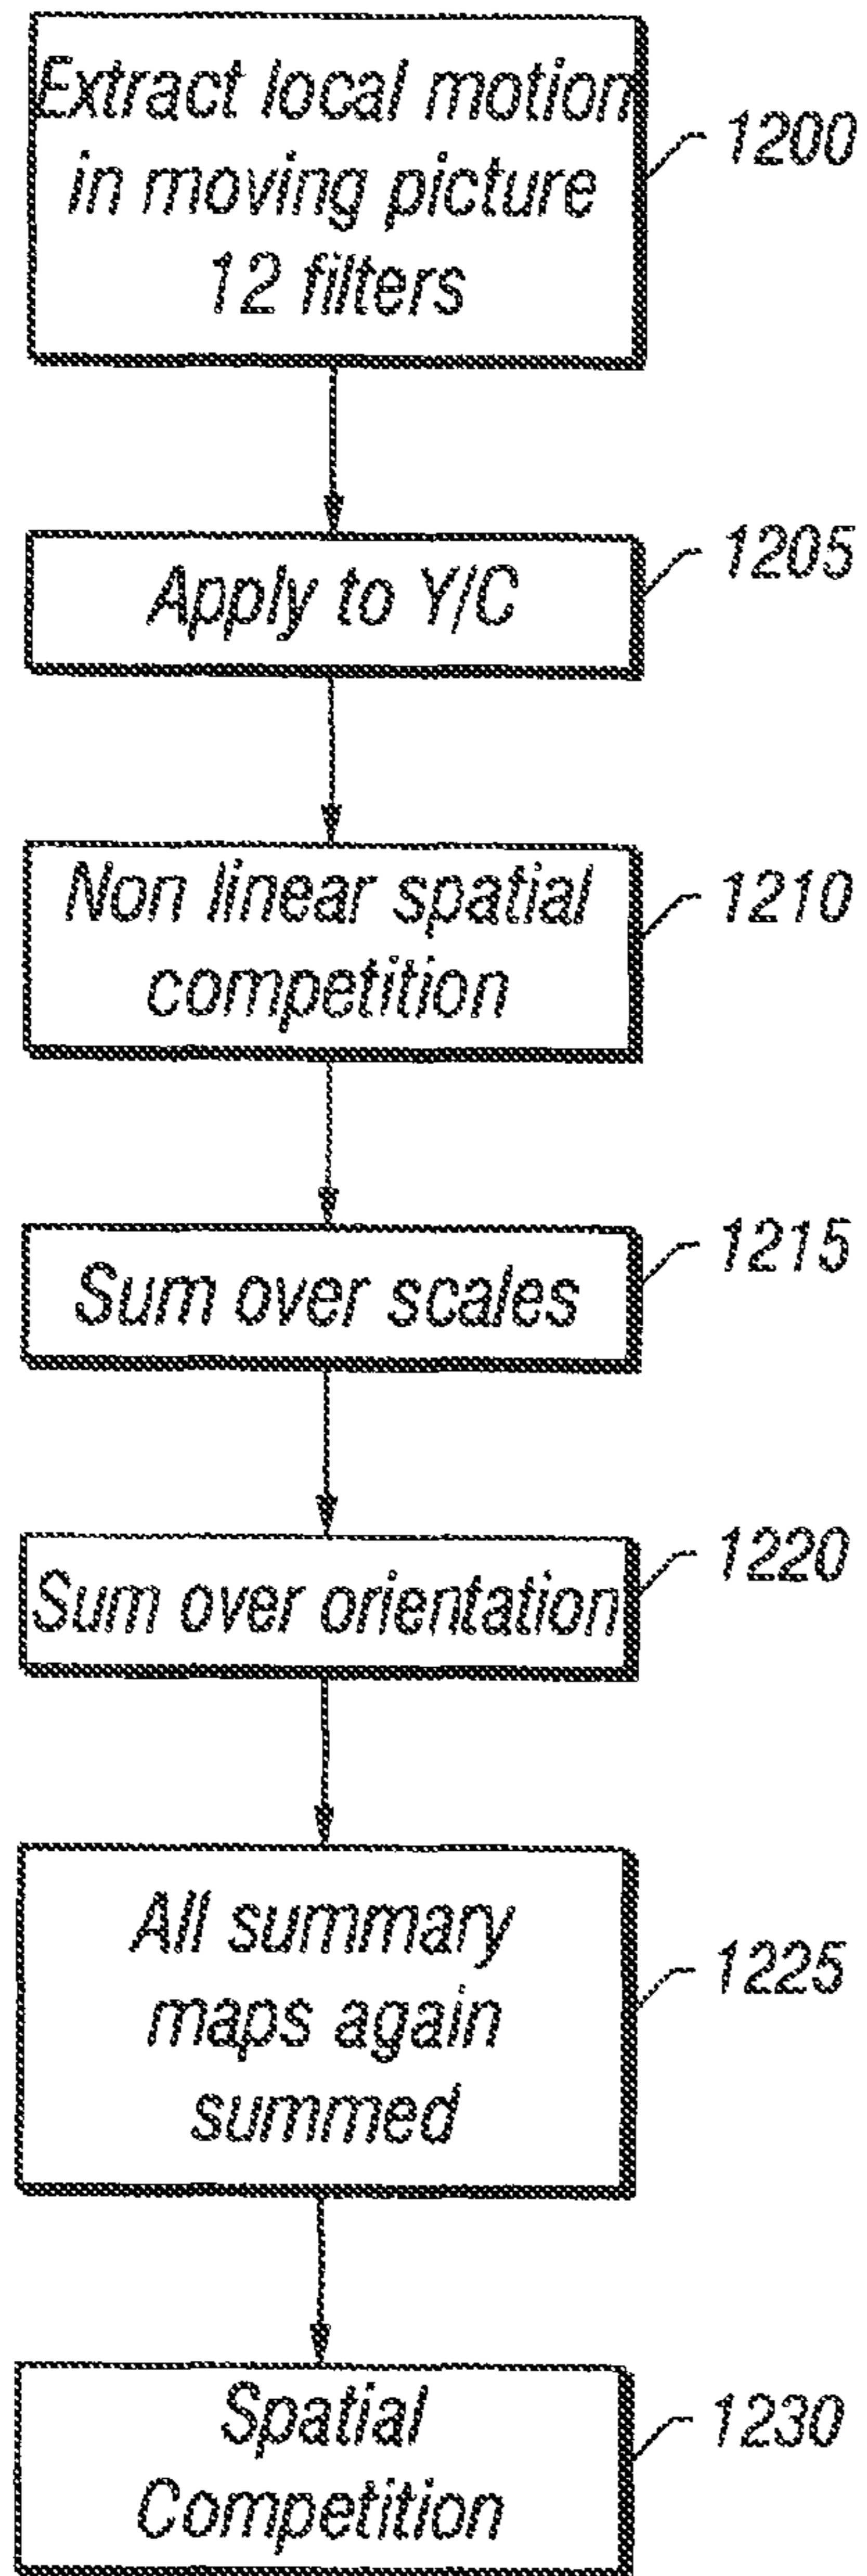 Extract local motion
in moving picture
12 filters
1200
Apply to Y/C
1205
Non linear spatial
competition
1210
Sum over scales
1215
Sum over orientation
1220
All summary
maps again
summed
1225
Spatial
Competition
1230